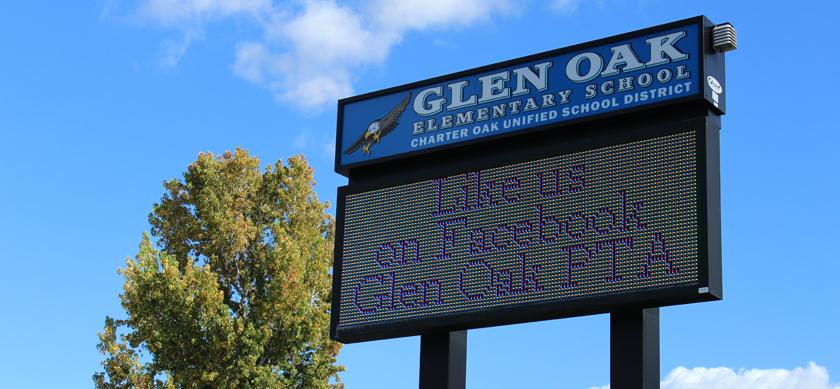 GLEN OAK
ELEMENTARY SCHOOL
CHARTER OAK UNIFIED SCHOOL DISTRICT
Like us
on Facebook
Glen Oak PTA